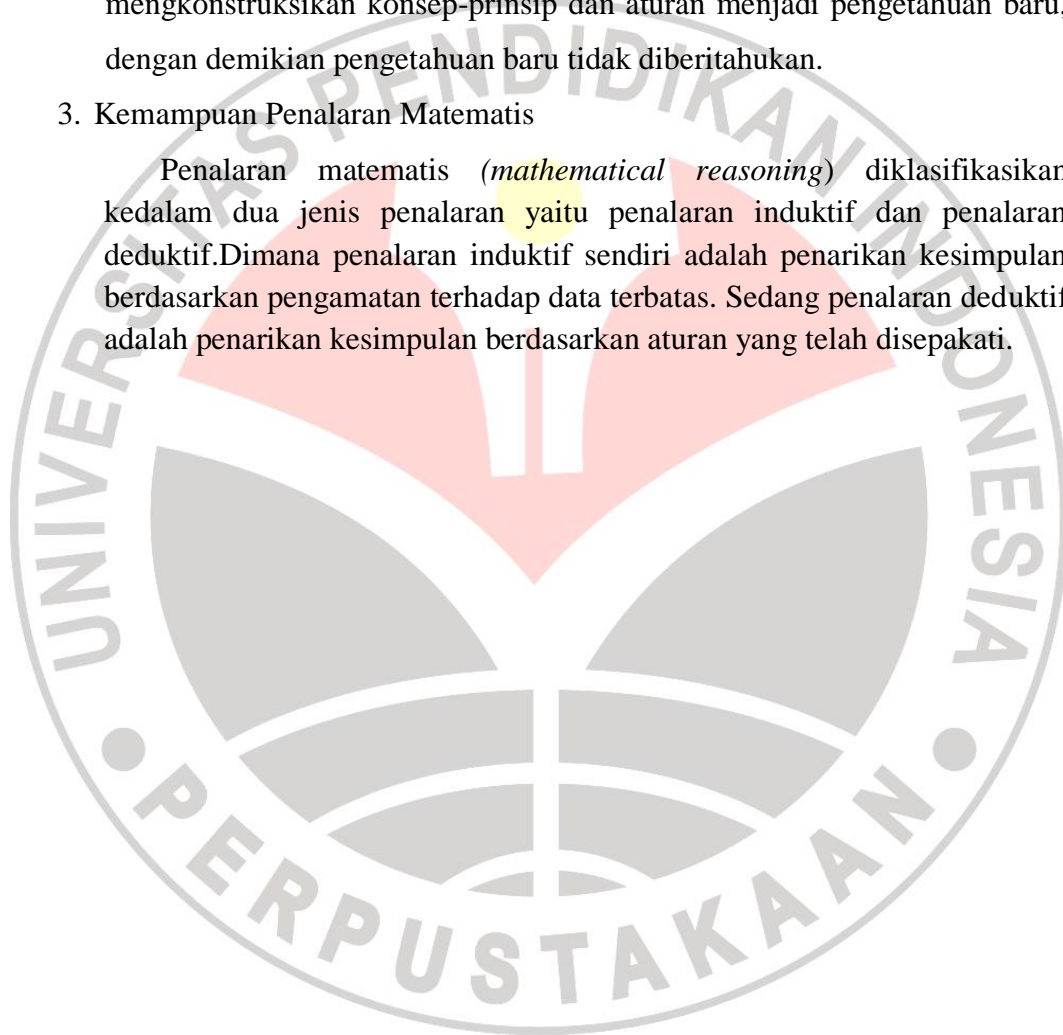 mengkonstruksikan konsep-prinsip dan aturan menjadi pengetahuan baru,
dengan demikian pengetahuan baru tidak diberitahukan.
3. Kemampuan Penalaran Matematis
Penalaran matematis (mathematical reasoning) diklasifikasikan
kedalam dua jenis penalaran yaitu penalaran induktif dan penalaran
deduktif.Dimana penalaran induktif sendiri adalah penarikan kesimpulan
berdasarkan pengamatan terhadap data terbatas. Sedang penalaran deduktif
adalah penarikan kesimpulan berdasarkan aturan yang telah disepakati.
UNIVERSITAS PENDIDIKAN INDONESIA
PERPUSTAKAAN